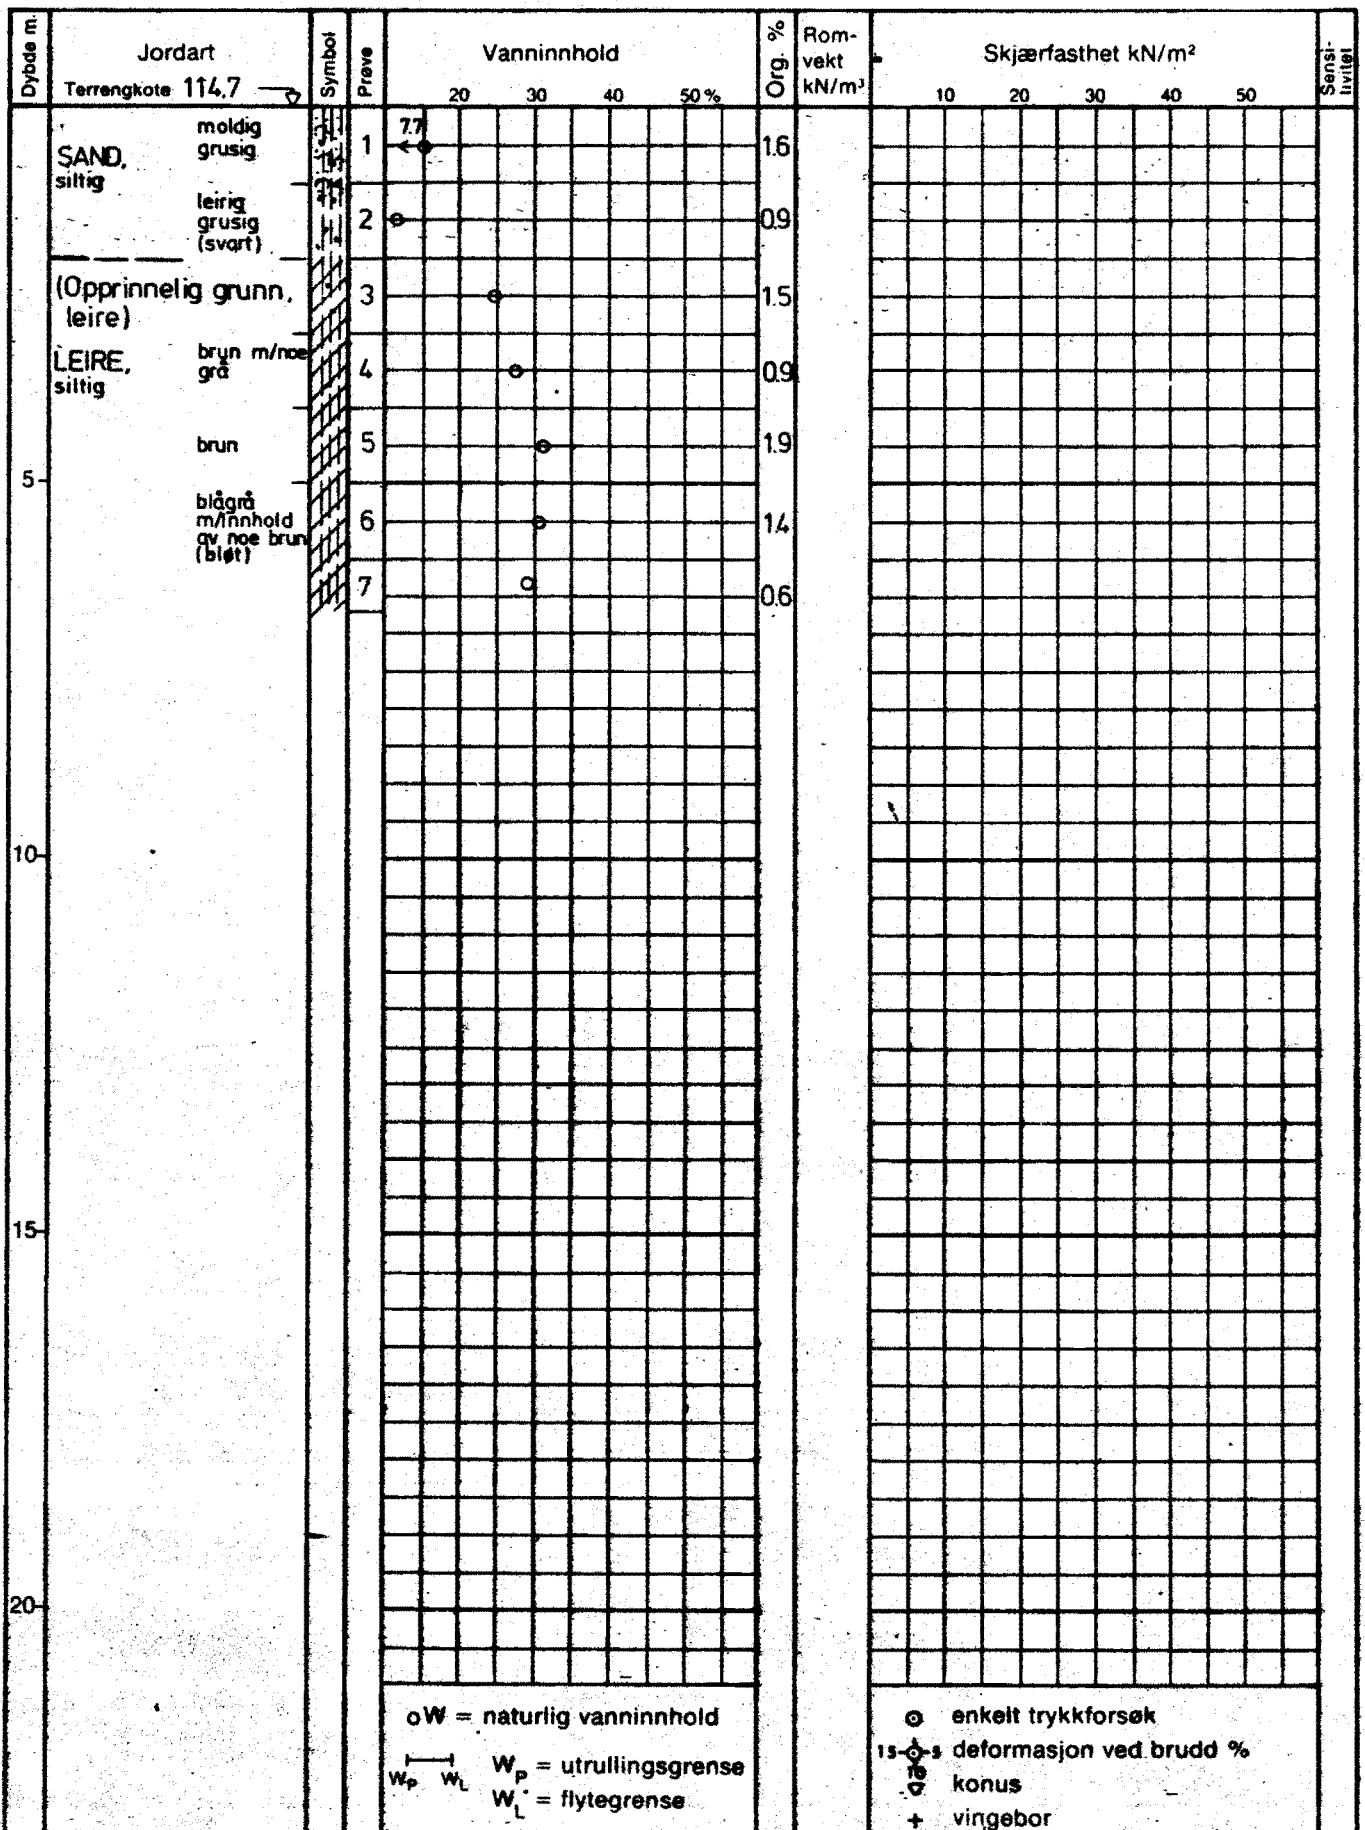 Dybde m.
Jordart
Terrengkote 114.7
Symbol
Prøve
Vanninnhold
20 30 40 50 %
Org. %
Rom-
vekt
kN/m³
Skjærfasthet kN/m²
10 20 30 40 50
Sensi-
tivitet
SAND,
siltig
moldig
grusig
1
7.7
1.6
leirig
grusig
(svart)
2
0.9
(Opprinnelig grunn,
leire)
3
1.5
LEIRE,
siltig
brun m/noe
grå
4
0.9
brun
5
1.9
5
blågrå
m/innhold
av noe brun
(bløt)
6
1.4
7
0.6
10
15
20
o W = naturlig vanninnhold
Wp WL
Wp = utrullingsgrense
WL = flytegrense
enkelt trykkforsøk
15 5 deformasjon ved brudd %
10
konus
+ vingebor